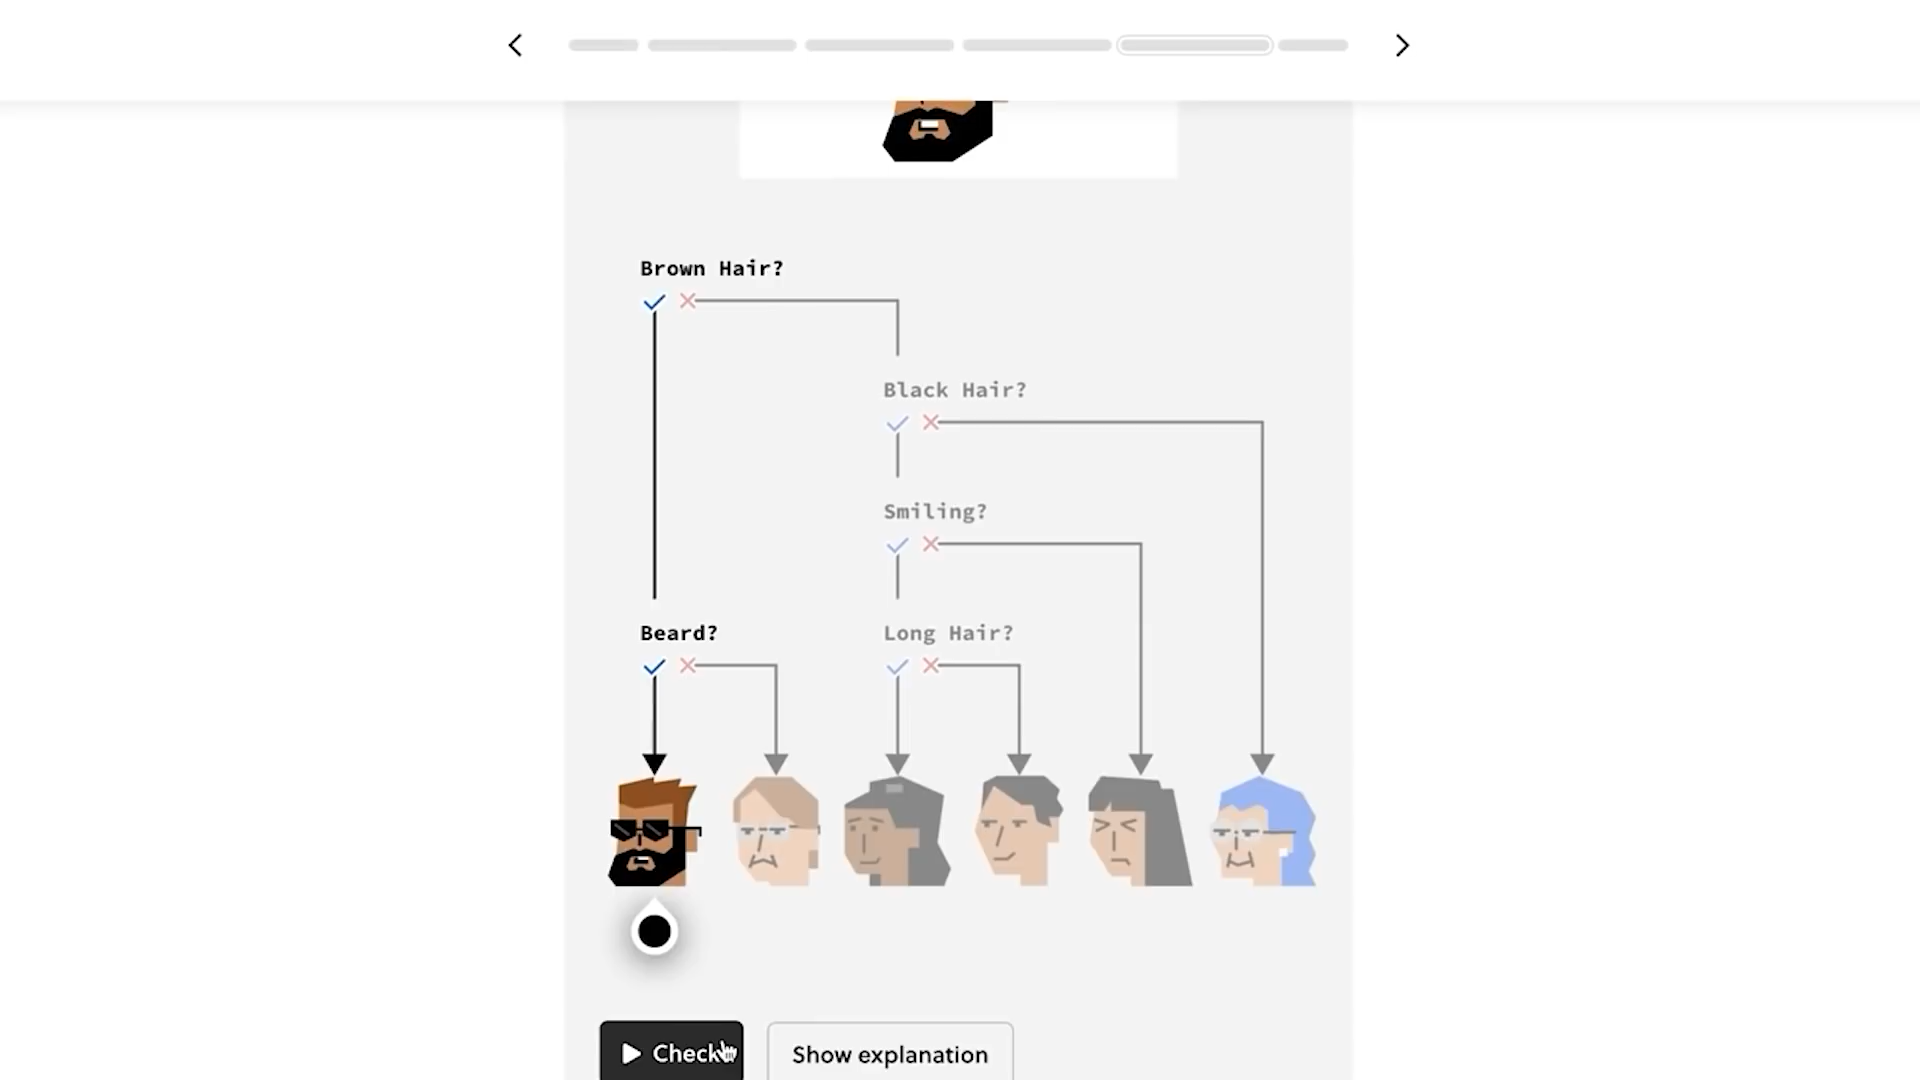 Brown Hair?
Black Hair?
Smiling?
Beard?
Long Hair?
Check
Show explanation